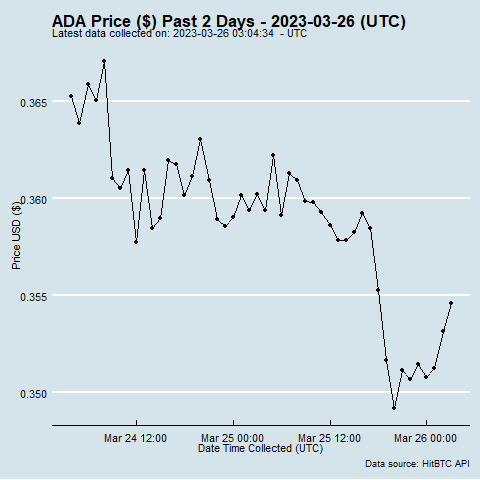 ADA Price ($) Past 2 Days - 2023-03-26 (UTC)
Latest data collected on: 2023-03-26 03:04:34 - UTC
0.365
0.360
0.355
0.350
Price USD ($)
Mar 24 12:00
Mar 25 00:00
Mar 25 12:00
Mar 26 00:00
Date Time Collected (UTC)
Data source: HitBTC API